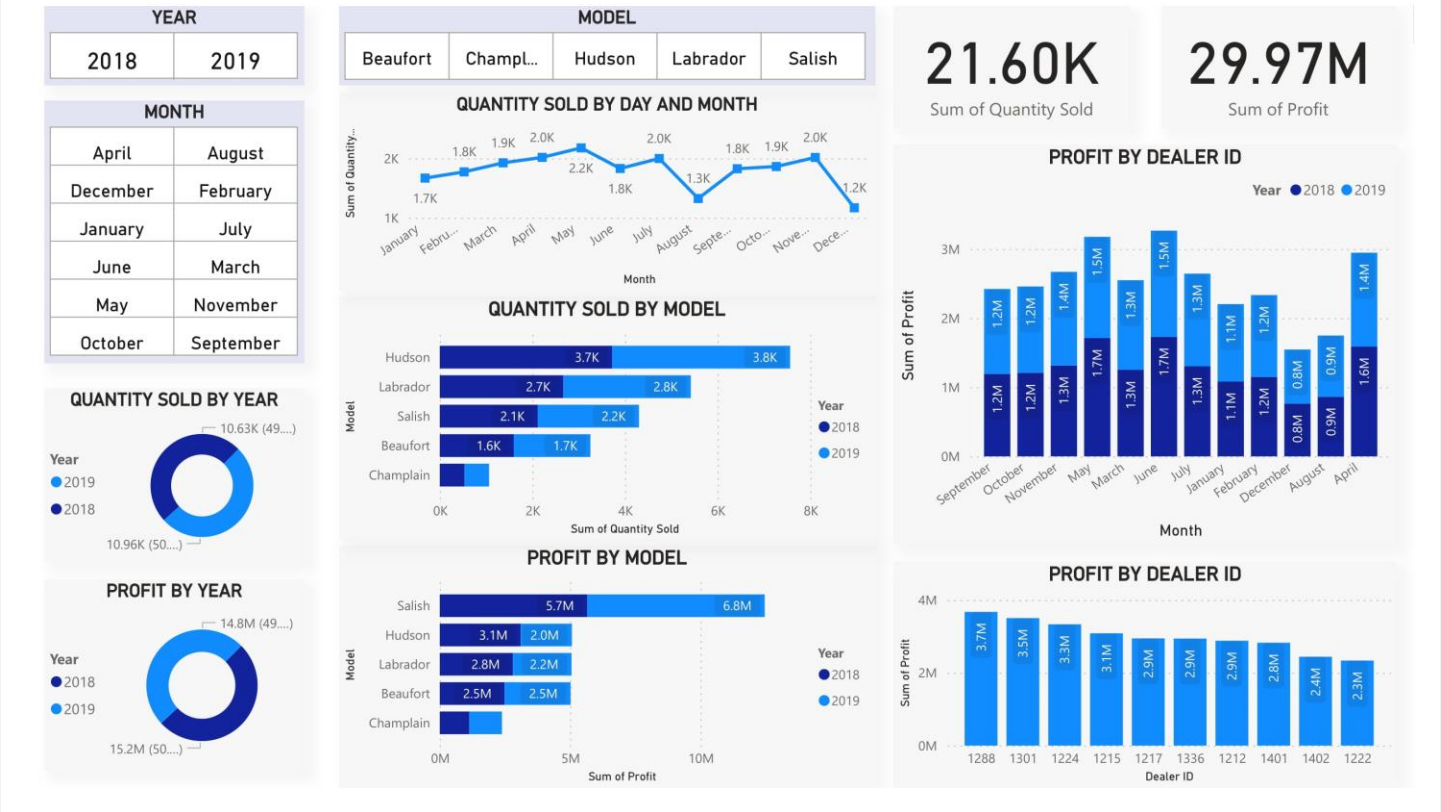 YEAR
2018 2019
MONTH
April August
December February
January July
June March
May November
October September
QUANTITY SOLD BY YEAR
10.63K (49....)
Year
2019
2018
10.96K (50....)
PROFIT BY YEAR
14.8M (49....)
Year
2018
2019
15.2M (50....)
MODEL
Beaufort Champl... Hudson Labrador Salish
QUANTITY SOLD BY DAY AND MONTH
Sum of Quantity...
2K
1K
1.7K 1.8K 1.9K 2.0K 2.2K 1.8K 2.0K 1.3K 1.8K 1.9K 2.0K 1.2K
January Febru... March April May June July August Septe... Octo... Nove... Dece...
Month
QUANTITY SOLD BY MODEL
Model
Hudson 3.7K 3.8K
Labrador 2.7K 2.8K
Salish 2.1K 2.2K
Beaufort 1.6K 1.7K
Champlain
0K 2K 4K 6K 8K
Sum of Quantity Sold
Year
2018
2019
PROFIT BY MODEL
Model
Salish 5.7M 6.8M
Hudson 3.1M 2.0M
Labrador 2.8M 2.2M
Beaufort 2.5M 2.5M
Champlain
0M 5M 10M
Sum of Profit
Year
2018
2019
21.60K
Sum of Quantity Sold
29.97M
Sum of Profit
PROFIT BY DEALER ID
Year 2018 2019
Sum of Profit
3M
2M
1M
0M
1.2M 1.2M 1.4M 1.5M 1.3M 1.5M 1.3M 1.1M 1.2M 0.8M 0.9M 1.4M
1.2M 1.2M 1.3M 1.7M 1.3M 1.7M 1.3M 1.1M 1.2M 0.8M 0.9M 1.6M
September October November May March June July January February December August April
Month
PROFIT BY DEALER ID
Sum of Profit
4M
2M
0M
3.7M 3.5M 3.3M 3.1M 2.9M 2.9M 2.9M 2.8M 2.4M 2.3M
1288 1301 1224 1215 1217 1336 1212 1401 1402 1222
Dealer ID